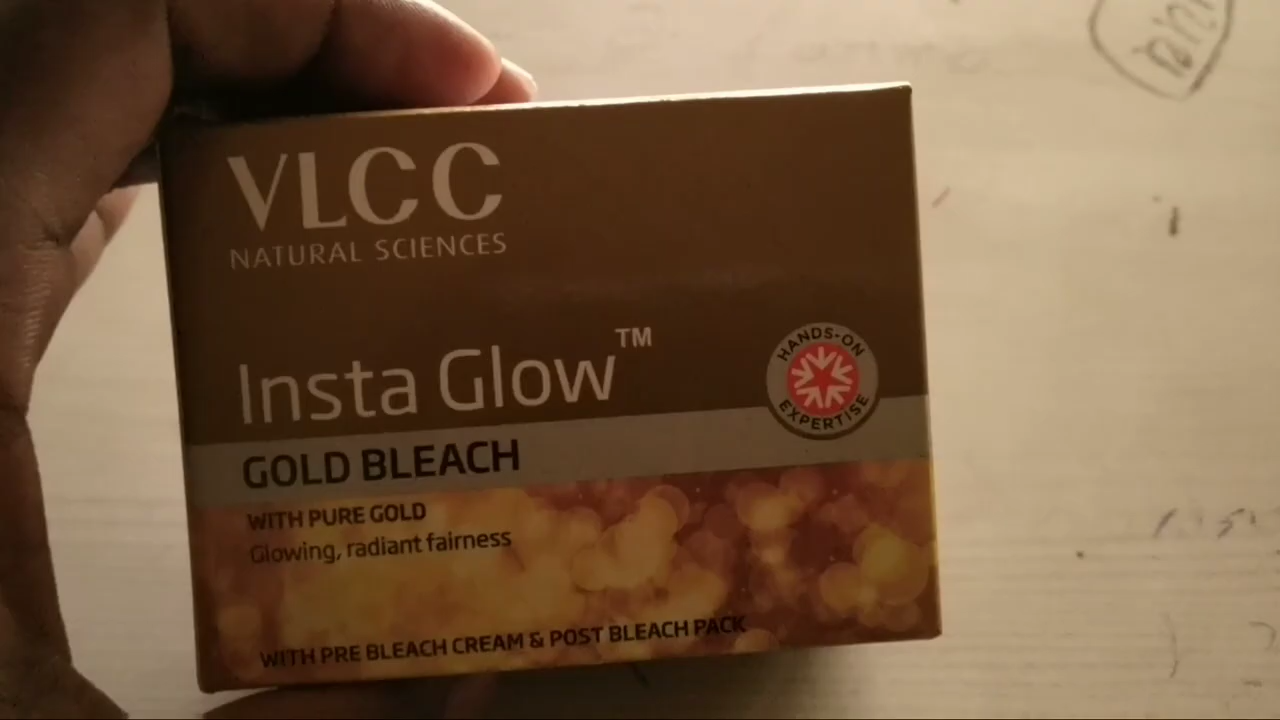 VLCC
NATURAL SCIENCES
Insta Glow™
HANDS-ON
EXPERTISE
GOLD BLEACH
WITH PURE GOLD
Glowing, radiant fairness
WITH PRE BLEACH CREAM & POST BLEACH PACK